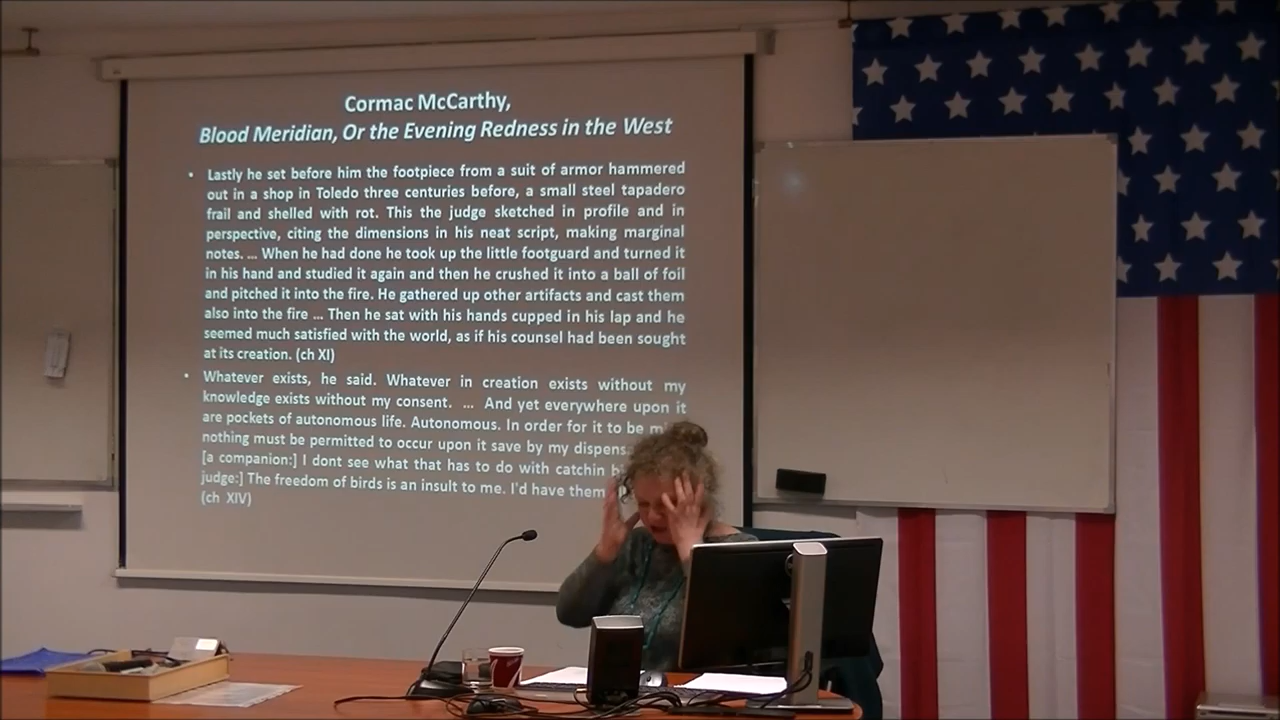 Cormac McCarthy,
Blood Meridian, Or the Evening Redness in the West
• Lastly he set before him the footpiece from a suit of armor hammered
out in a shop in Toledo three centuries before, a small steel tapadero
frail and shelled with rot. This the judge sketched in profile and in
perspective, citing the dimensions in his neat script, making marginal
notes. ... When he had done he took up the little footguard and turned it
in his hand and studied it again and then he crushed it into a ball of foil
and pitched it into the fire. He gathered up other artifacts and cast them
also into the fire ... Then he sat with his hands cupped in his lap and he
seemed much satisfied with the world, as if his counsel had been sought
at its creation. (ch XI)
• Whatever exists, he said. Whatever in creation exists without my
knowledge exists without my consent. ... And yet everywhere upon it
are pockets of autonomous life. Autonomous. In order for it to be
nothing must be permitted to occur upon it save by my
[a companion:] I dont see what that has to do with catchin
judge:] The freedom of birds is an insult to me. I'd have them
(ch XIV)